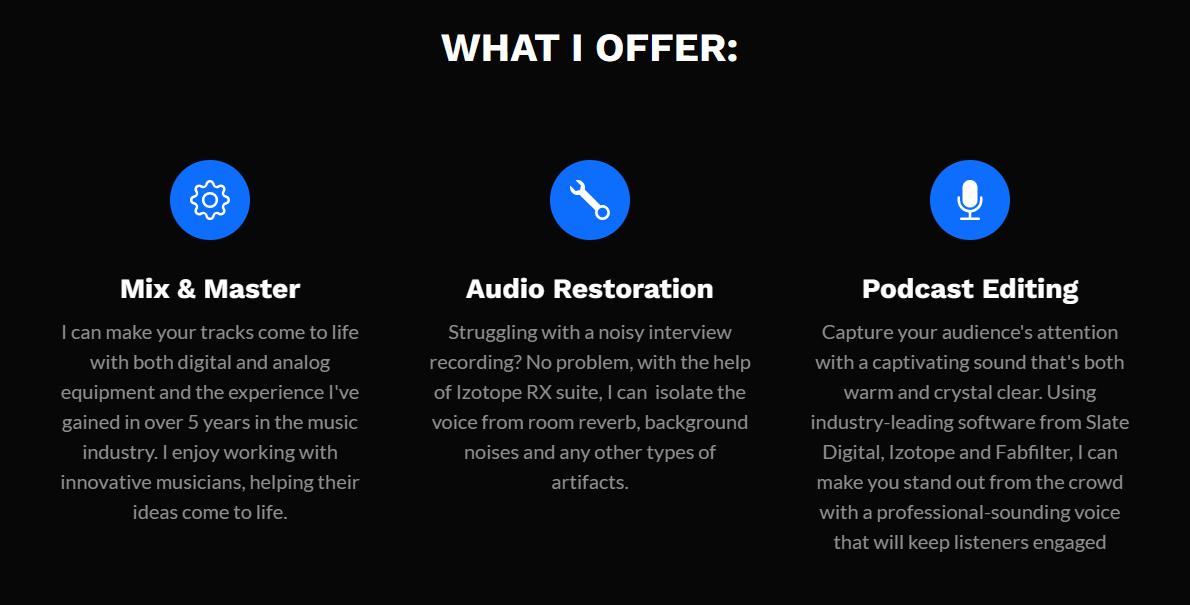 WHAT I OFFER:
Mix & Master
I can make your tracks come to life
with both digital and analog
equipment and the experience I've
gained in over 5 years in the music
industry. I enjoy working with
innovative musicians, helping their
ideas come to life.
Audio Restoration
Struggling with a noisy interview
recording? No problem, with the help
of Izotope RX suite, I can  isolate the
voice from room reverb, background
noises and any other types of
artifacts.
Podcast Editing
Capture your audience's attention
with a captivating sound that's both
warm and crystal clear. Using
industry-leading software from Slate
Digital, Izotope and Fabfilter, I can
make you stand out from the crowd
with a professional-sounding voice
that will keep listeners engaged